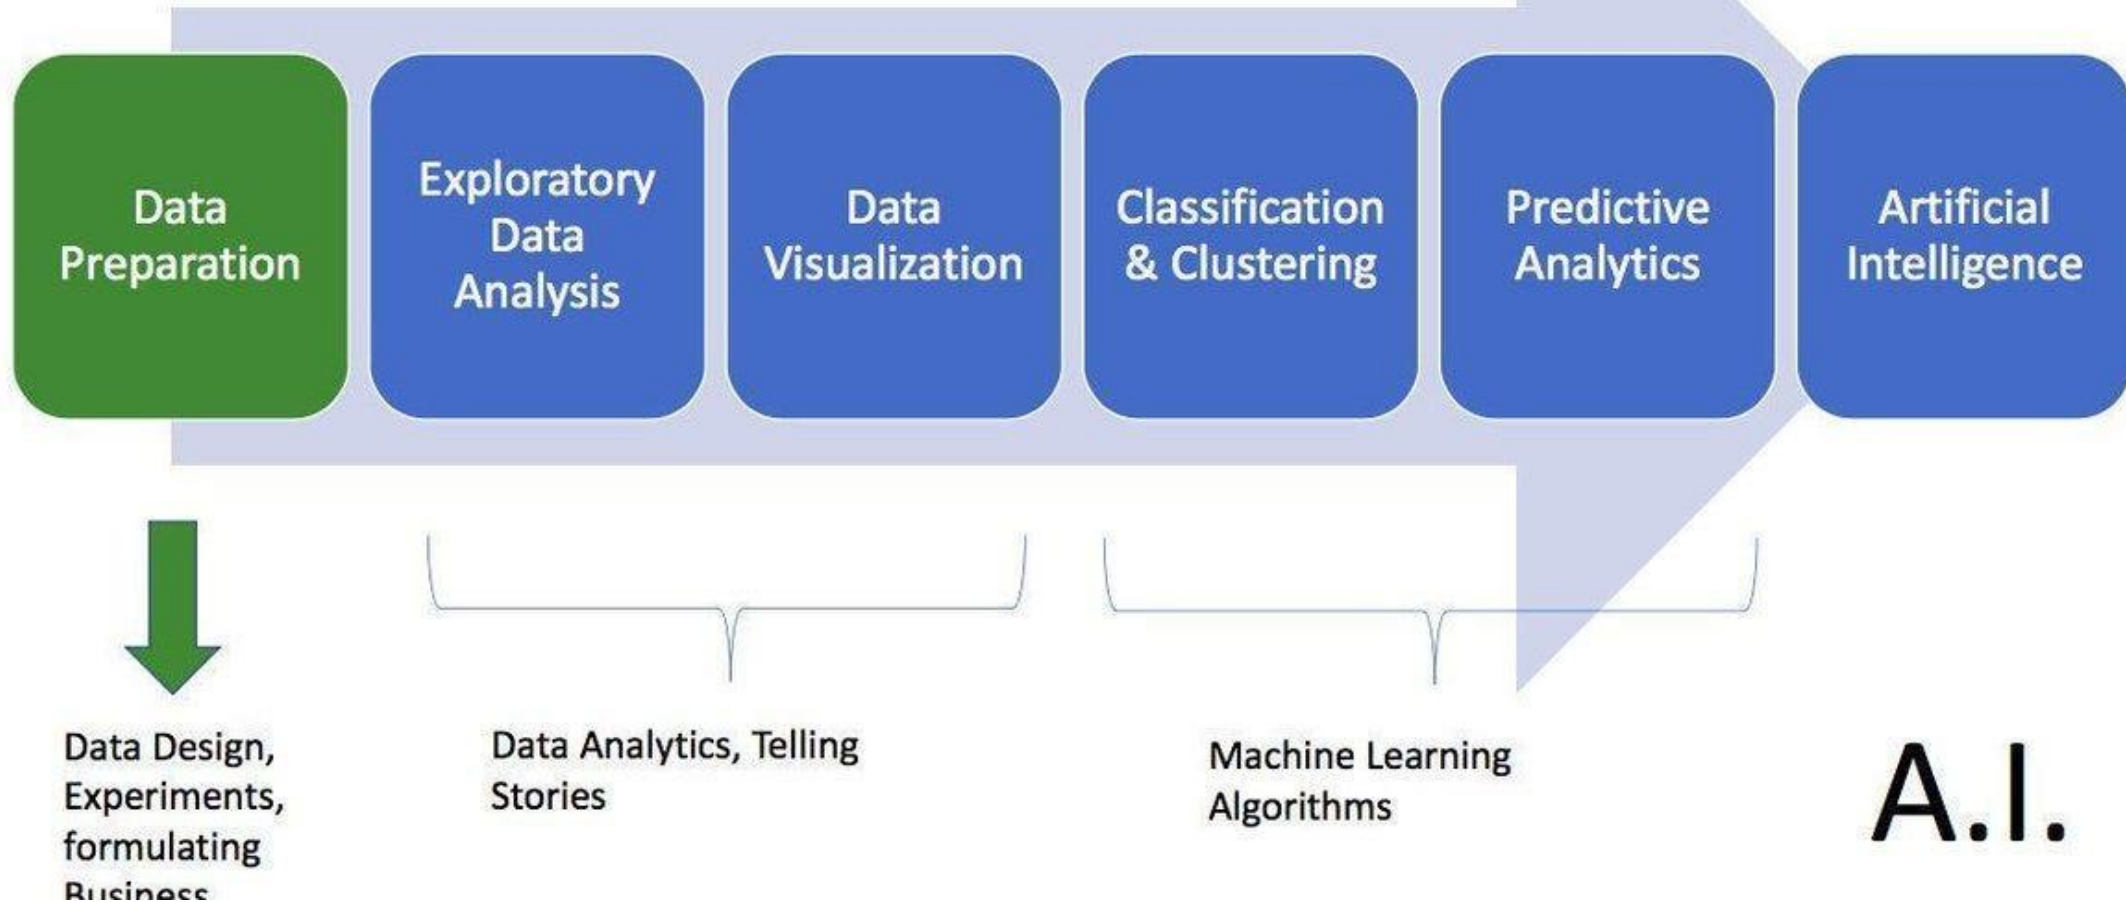 Data
Preparation
Exploratory
Data
Analysis
Data
Visualization
Classification
& Clustering
Predictive
Analytics
Artificial
Intelligence
Data Design,
Experiments,
formulating
Business
Data Analytics, Telling
Stories
Machine Learning
Algorithms
A.I.